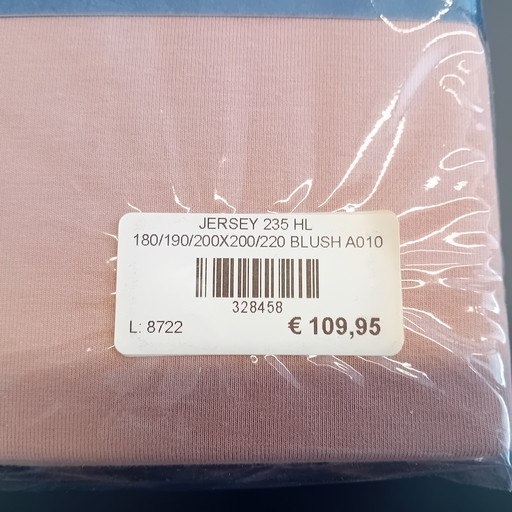 JERSEY 235 HL
180/190/200X200/220 BLUSH A010
328458
L: 8722 € 109,95